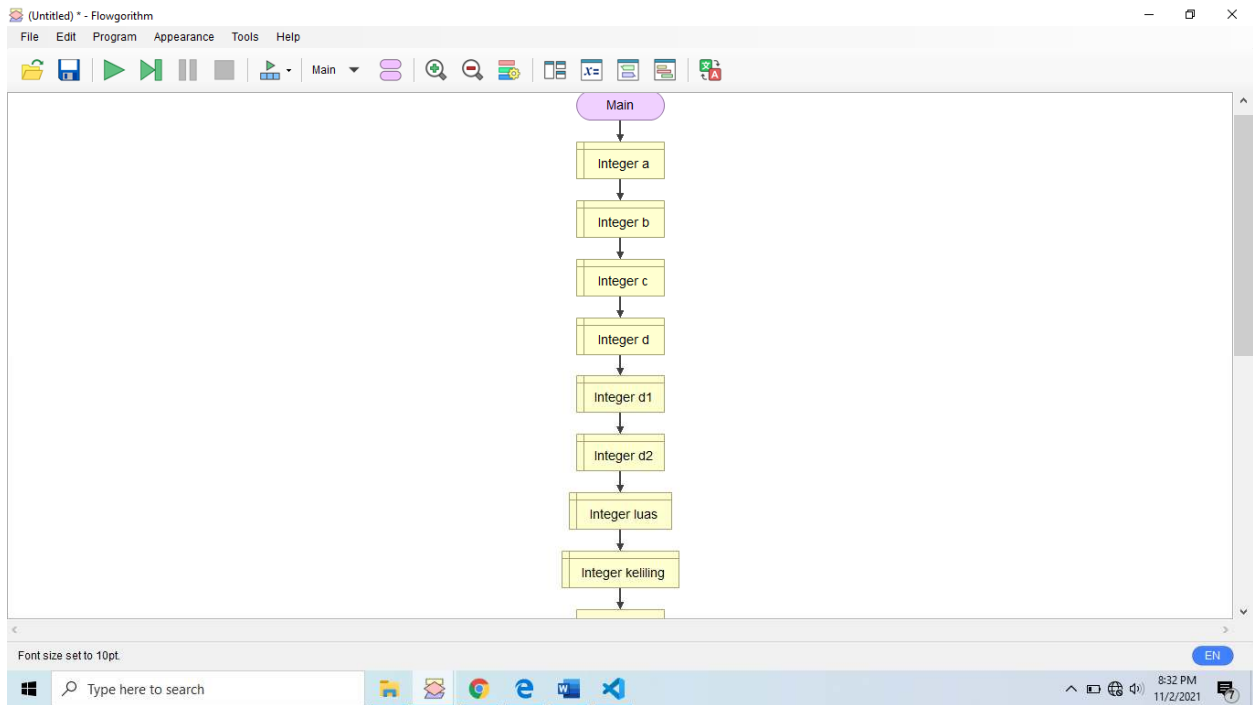 (Untitled) * - Flowgorithm
File Edit Program Appearance Tools Help
Main
Main
Integer a
Integer b
Integer c
Integer d
Integer d1
Integer d2
Integer luas
Integer keliling
Font size set to 10pt.
EN
Type here to search
8:32 PM
11/2/2021
7